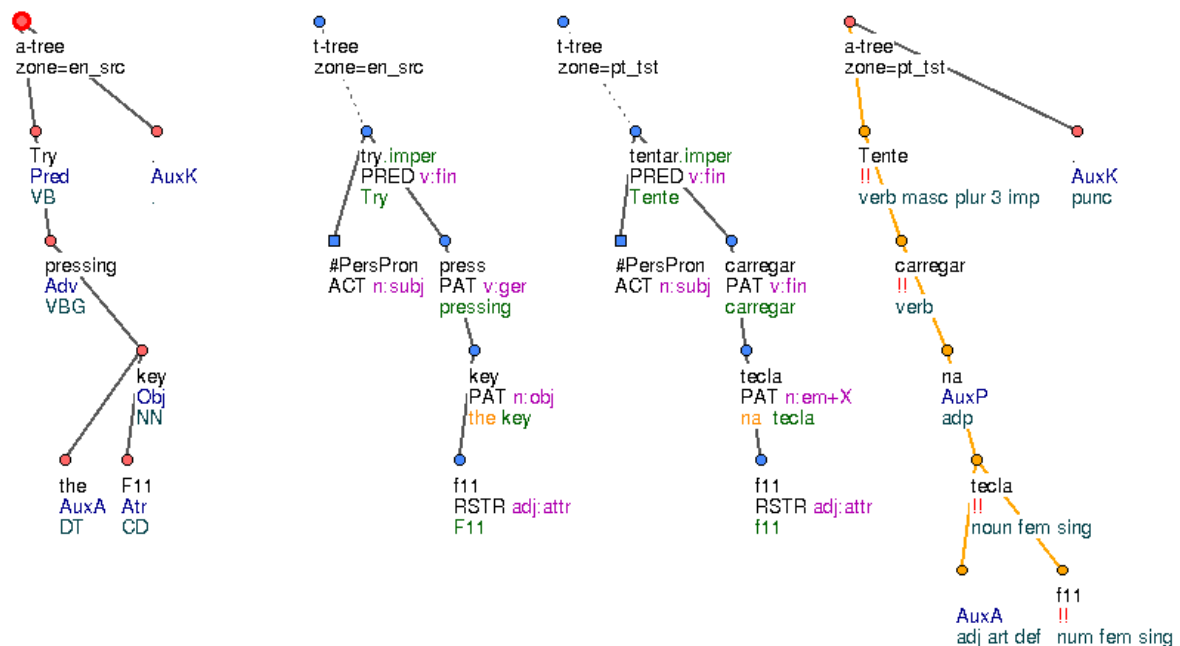 a-tree
zone=en_src
Try
Pred
VB
.
AuxK
.
pressing
Adv
VBG
key
Obj
NN
the
AuxA
DT
F11
Atr
CD
t-tree
zone=en_src
try.imper
PRED v:fin
Try
#PersPron
ACT n:subj
press
PAT v:ger
pressing
key
PAT n:obj
the key
f11
RSTR adj:attr
F11
t-tree
zone=pt_tst
tentar.imper
PRED v:fin
Tente
#PersPron
ACT n:subj
carregar
PAT v:fin
carregar
tecla
PAT n:em+X
na tecla
f11
RSTR adj:attr
f11
a-tree
zone=pt_tst
Tente
!!
verb masc plur 3 imp
.
AuxK
punc
carregar
!!
verb
na
AuxP
adp
tecla
!!
noun fem sing
AuxA
adj art def
f11
!!
num fem sing